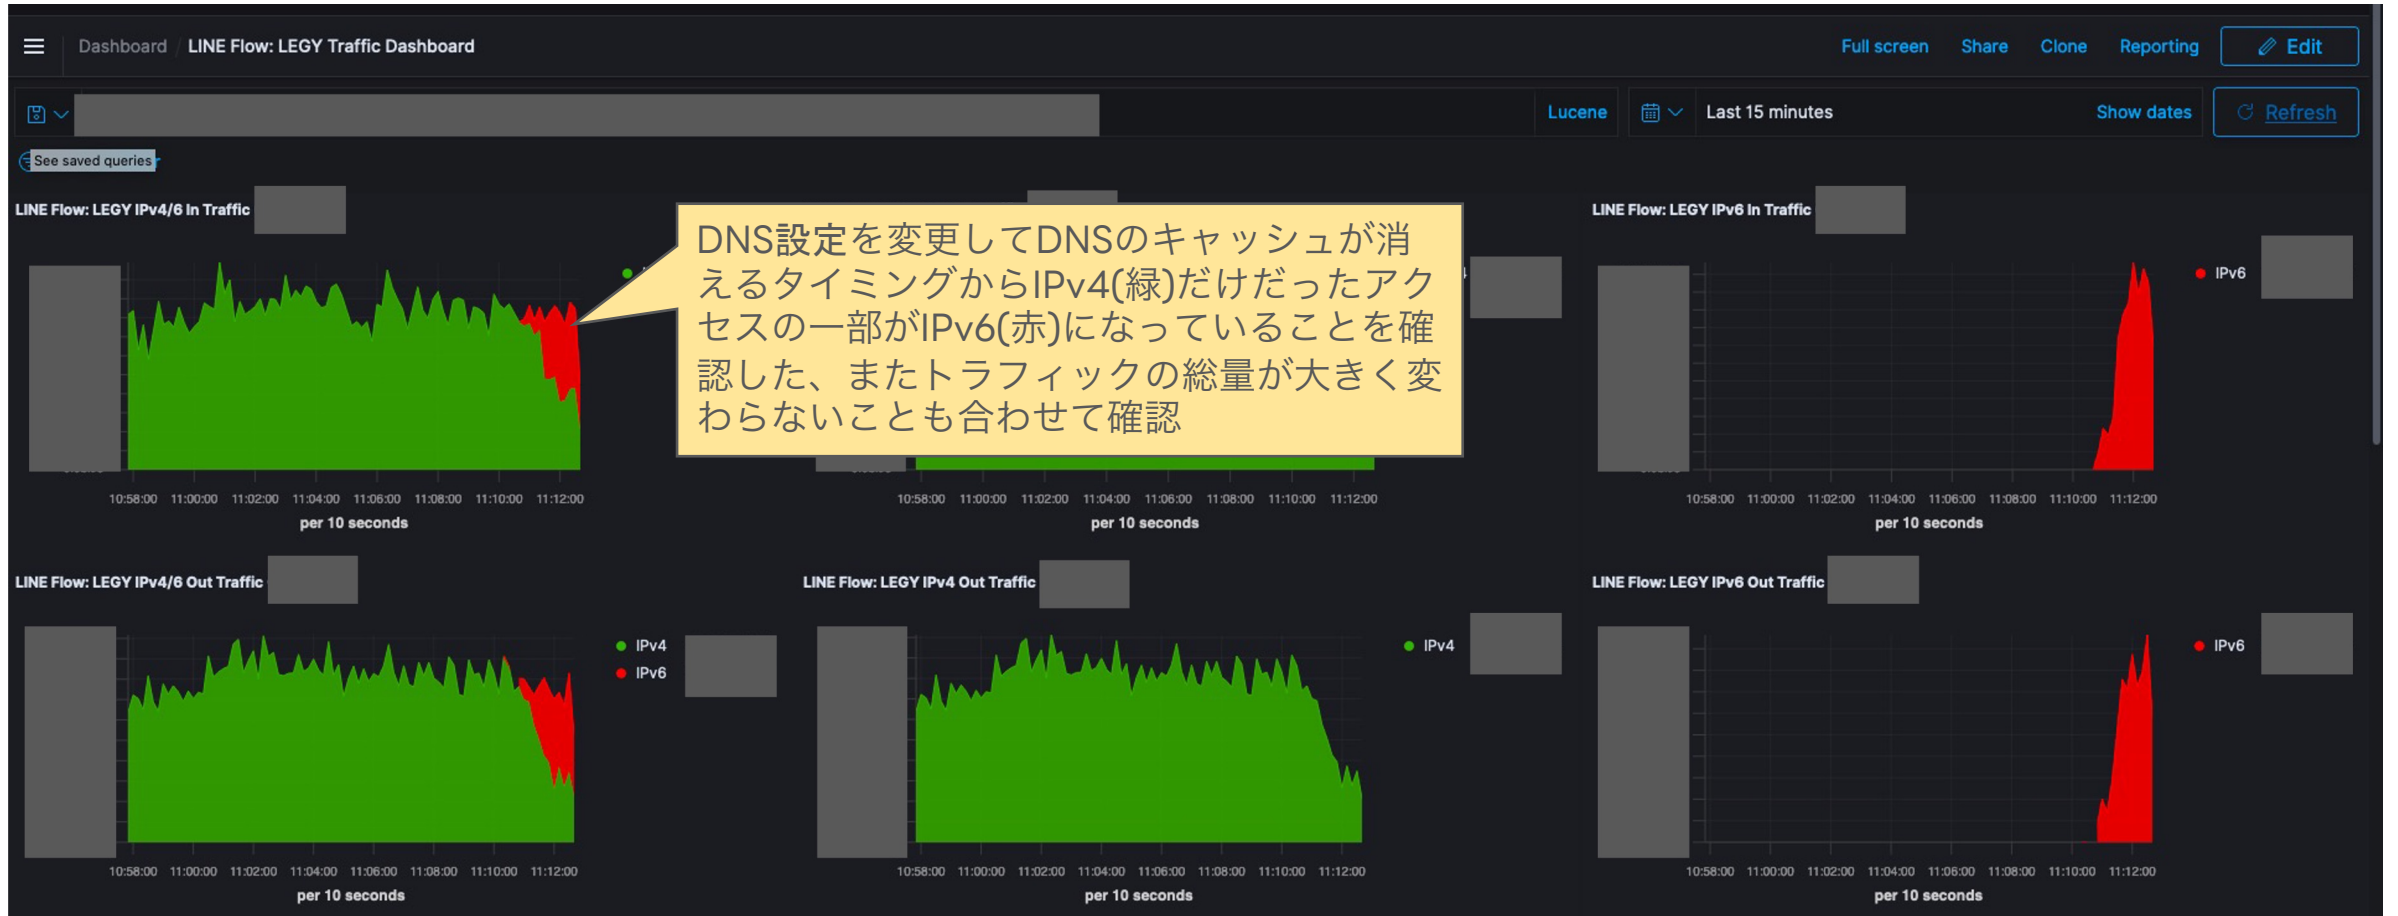 Dashboard / LINE Flow: LEGY Traffic Dashboard
Full screen Share Clone Reporting Edit
Lucene Last 15 minutes Show dates Refresh
See saved queries
LINE Flow: LEGY IPv4/6 In Traffic
DNS設定を変更してDNSのキャッシュが消
えるタイミングからIPv4(緑)だけだったアク
セスの一部がIPv6(赤)になっていることを確
認した、またトラフィックの総量が大きく変
わらないことも合わせて確認
LINE Flow: LEGY IPv6 In Traffic
IPv6
10:58:00 11:00:00 11:02:00 11:04:00 11:06:00 11:08:00 11:10:00 11:12:00
per 10 seconds
10:58:00 11:00:00 11:02:00 11:04:00 11:06:00 11:08:00 11:10:00 11:12:00
per 10 seconds
10:58:00 11:00:00 11:02:00 11:04:00 11:06:00 11:08:00 11:10:00 11:12:00
per 10 seconds
LINE Flow: LEGY IPv4/6 Out Traffic
IPv4
IPv6
10:58:00 11:00:00 11:02:00 11:04:00 11:06:00 11:08:00 11:10:00 11:12:00
per 10 seconds
LINE Flow: LEGY IPv4 Out Traffic
IPv4
10:58:00 11:00:00 11:02:00 11:04:00 11:06:00 11:08:00 11:10:00 11:12:00
per 10 seconds
LINE Flow: LEGY IPv6 Out Traffic
IPv6
10:58:00 11:00:00 11:02:00 11:04:00 11:06:00 11:08:00 11:10:00 11:12:00
per 10 seconds